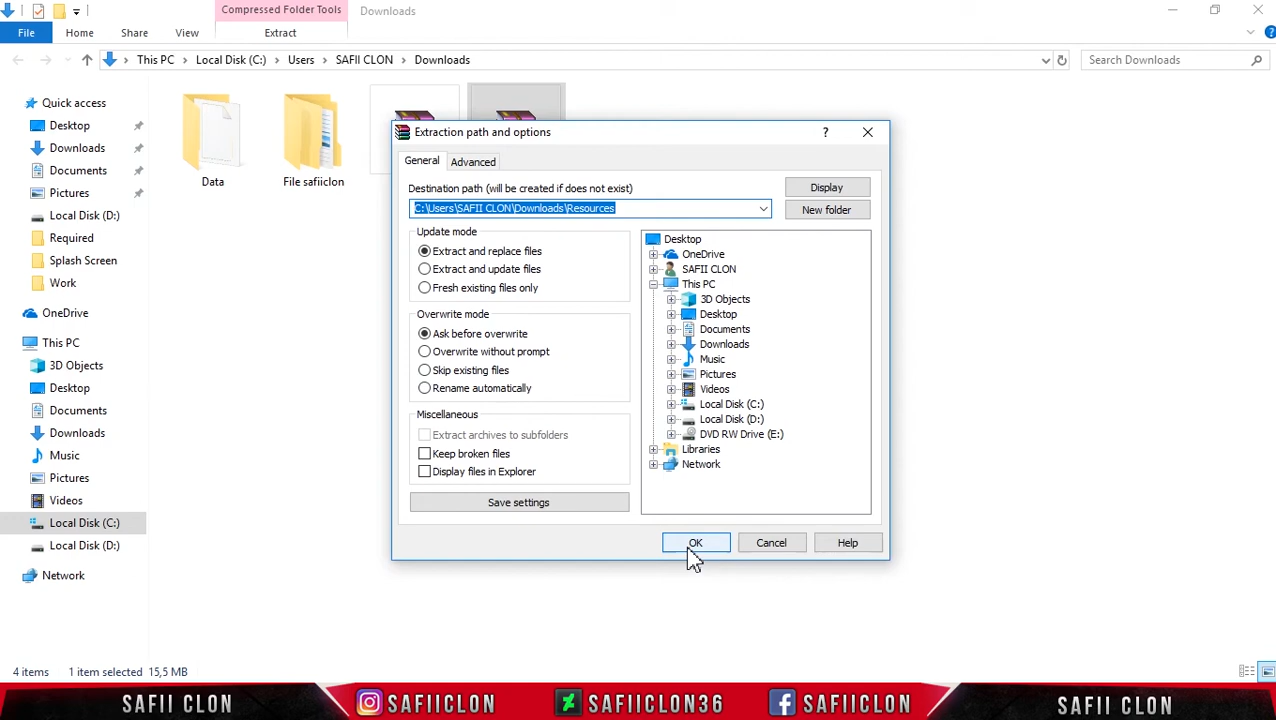 Compressed Folder Tools
Downloads
File
Home
Share
View
Extract
This PC
Local Disk (C:)
Users
SAFII CLON
Downloads
Search Downloads
Quick access
Desktop
Downloads
Documents
Pictures
Local Disk (D:)
Required
Splash Screen
Work
OneDrive
This PC
3D Objects
Desktop
Documents
Downloads
Music
Pictures
Videos
Local Disk (C:)
Local Disk (D:)
Network
Data
File safiiclon
Extraction path and options
?
General
Advanced
Destination path (will be created if does not exist)
Display
C:\Users\SAFII CLON\Downloads\Resources
New folder
Update mode
Extract and replace files
Extract and update files
Fresh existing files only
Overwrite mode
Ask before overwrite
Overwrite without prompt
Skip existing files
Rename automatically
Miscellaneous
Extract archives to subfolders
Keep broken files
Display files in Explorer
Save settings
Desktop
OneDrive
SAFII CLON
This PC
3D Objects
Desktop
Documents
Downloads
Music
Pictures
Videos
Local Disk (C:)
Local Disk (D:)
DVD RW Drive (E:)
Libraries
Network
OK
Cancel
Help
4 items
1 item selected
15,5 MB
SAFII CLON
SAFIICLON
SAFIICLON36
SAFIICLON
SAFII CLON